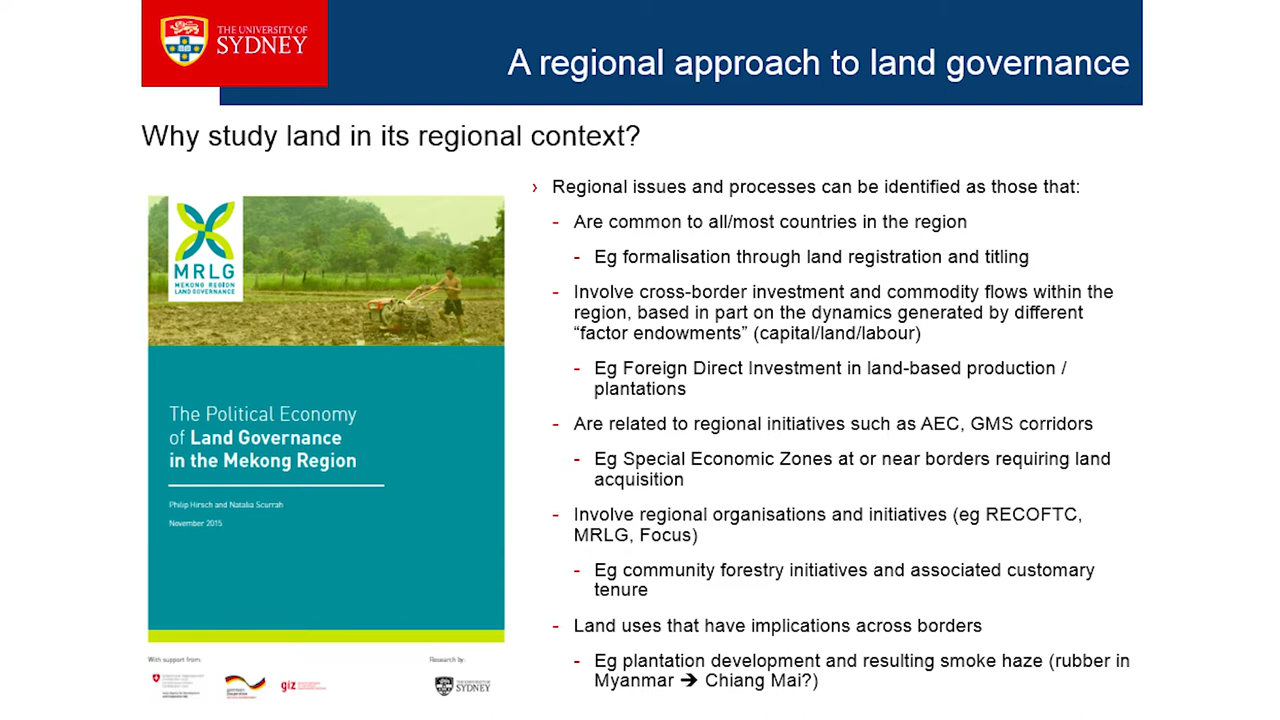 THE UNIVERSITY OF
SYDNEY
A regional approach to land governance
Why study land in its regional context?
MRLG
MEKONG REGION
LAND GOVERNANCE
The Political Economy
of Land Governance
in the Mekong Region
Philip Hirsch and Natalia Scurrah
November 2015
With support from:
Research by:
giz
SYDNEY
› Regional issues and processes can be identified as those that:
- Are common to all/most countries in the region
- Eg formalisation through land registration and titling
- Involve cross-border investment and commodity flows within the
region, based in part on the dynamics generated by different
“factor endowments” (capital/land/labour)
- Eg Foreign Direct Investment in land-based production /
plantations
- Are related to regional initiatives such as AEC, GMS corridors
- Eg Special Economic Zones at or near borders requiring land
acquisition
- Involve regional organisations and initiatives (eg RECOFTC,
MRLG, Focus)
- Eg community forestry initiatives and associated customary
tenure
- Land uses that have implications across borders
- Eg plantation development and resulting smoke haze (rubber in
Myanmar ➔ Chiang Mai?)